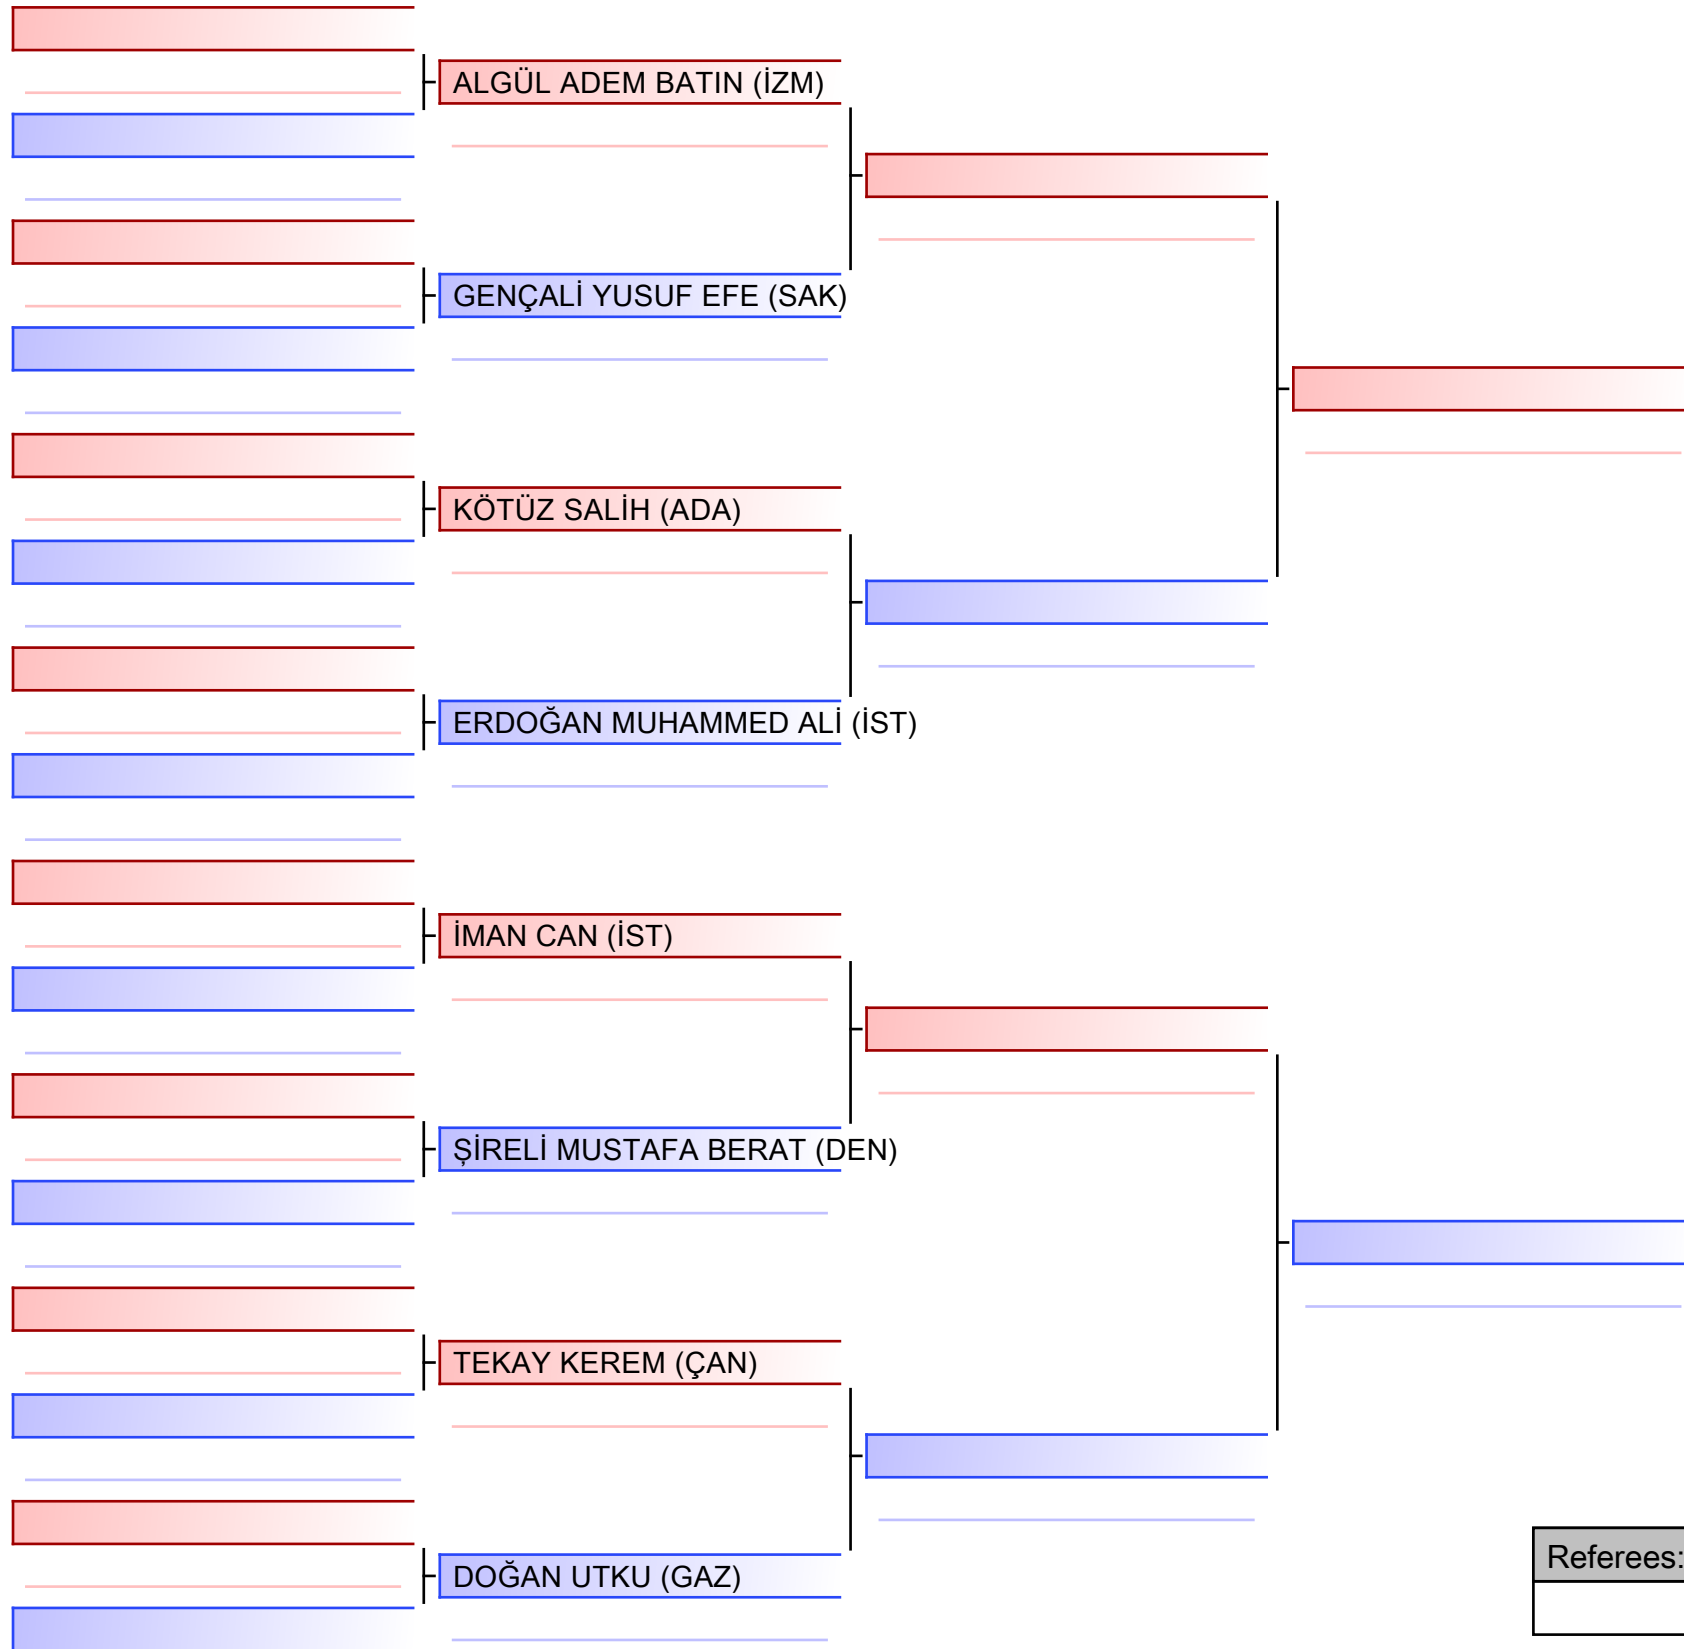 ALGÜL ADEM BATIN (İZM)
GENÇALİ YUSUF EFE (SAK)
KÖTÜZ SALİH (ADA)
ERDOĞAN MUHAMMED ALİ (İST)
İMAN CAN (İST)
ŞİRELİ MUSTAFA BERAT (DEN)
TEKAY KEREM (ÇAN)
DOĞAN UTKU (GAZ)
Referees: